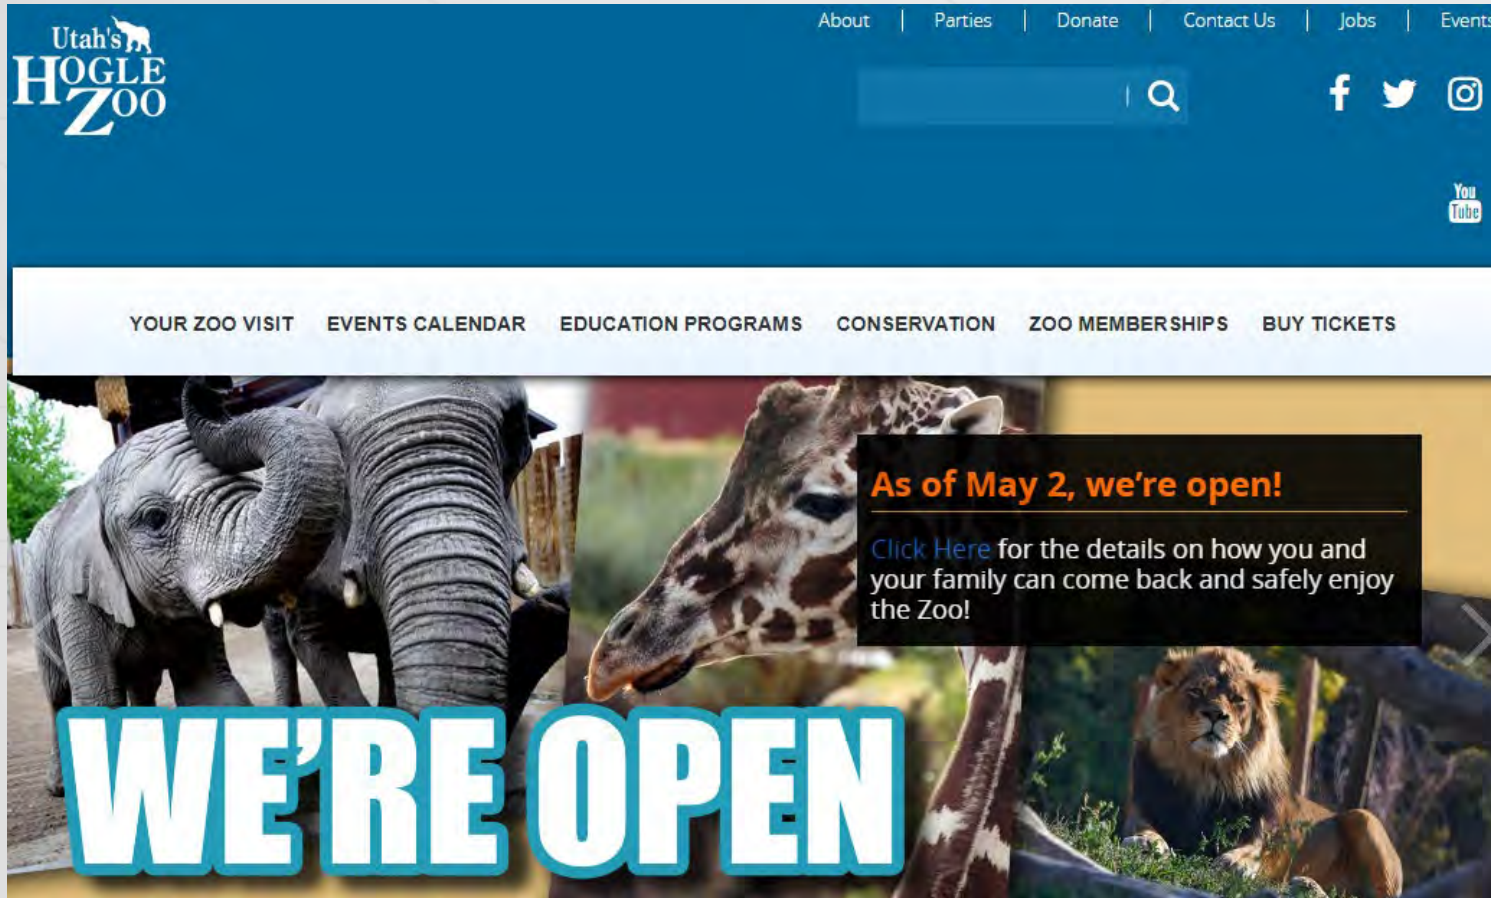 Utah's
HOGLE
ZOO
About | Parties | Donate | Contact Us | Jobs | Events
You
Tube
YOUR ZOO VISIT EVENTS CALENDAR EDUCATION PROGRAMS CONSERVATION ZOO MEMBERSHIPS BUY TICKETS
As of May 2, we're open!
Click Here for the details on how you and
your family can come back and safely enjoy
the Zoo!
WE'RE OPEN